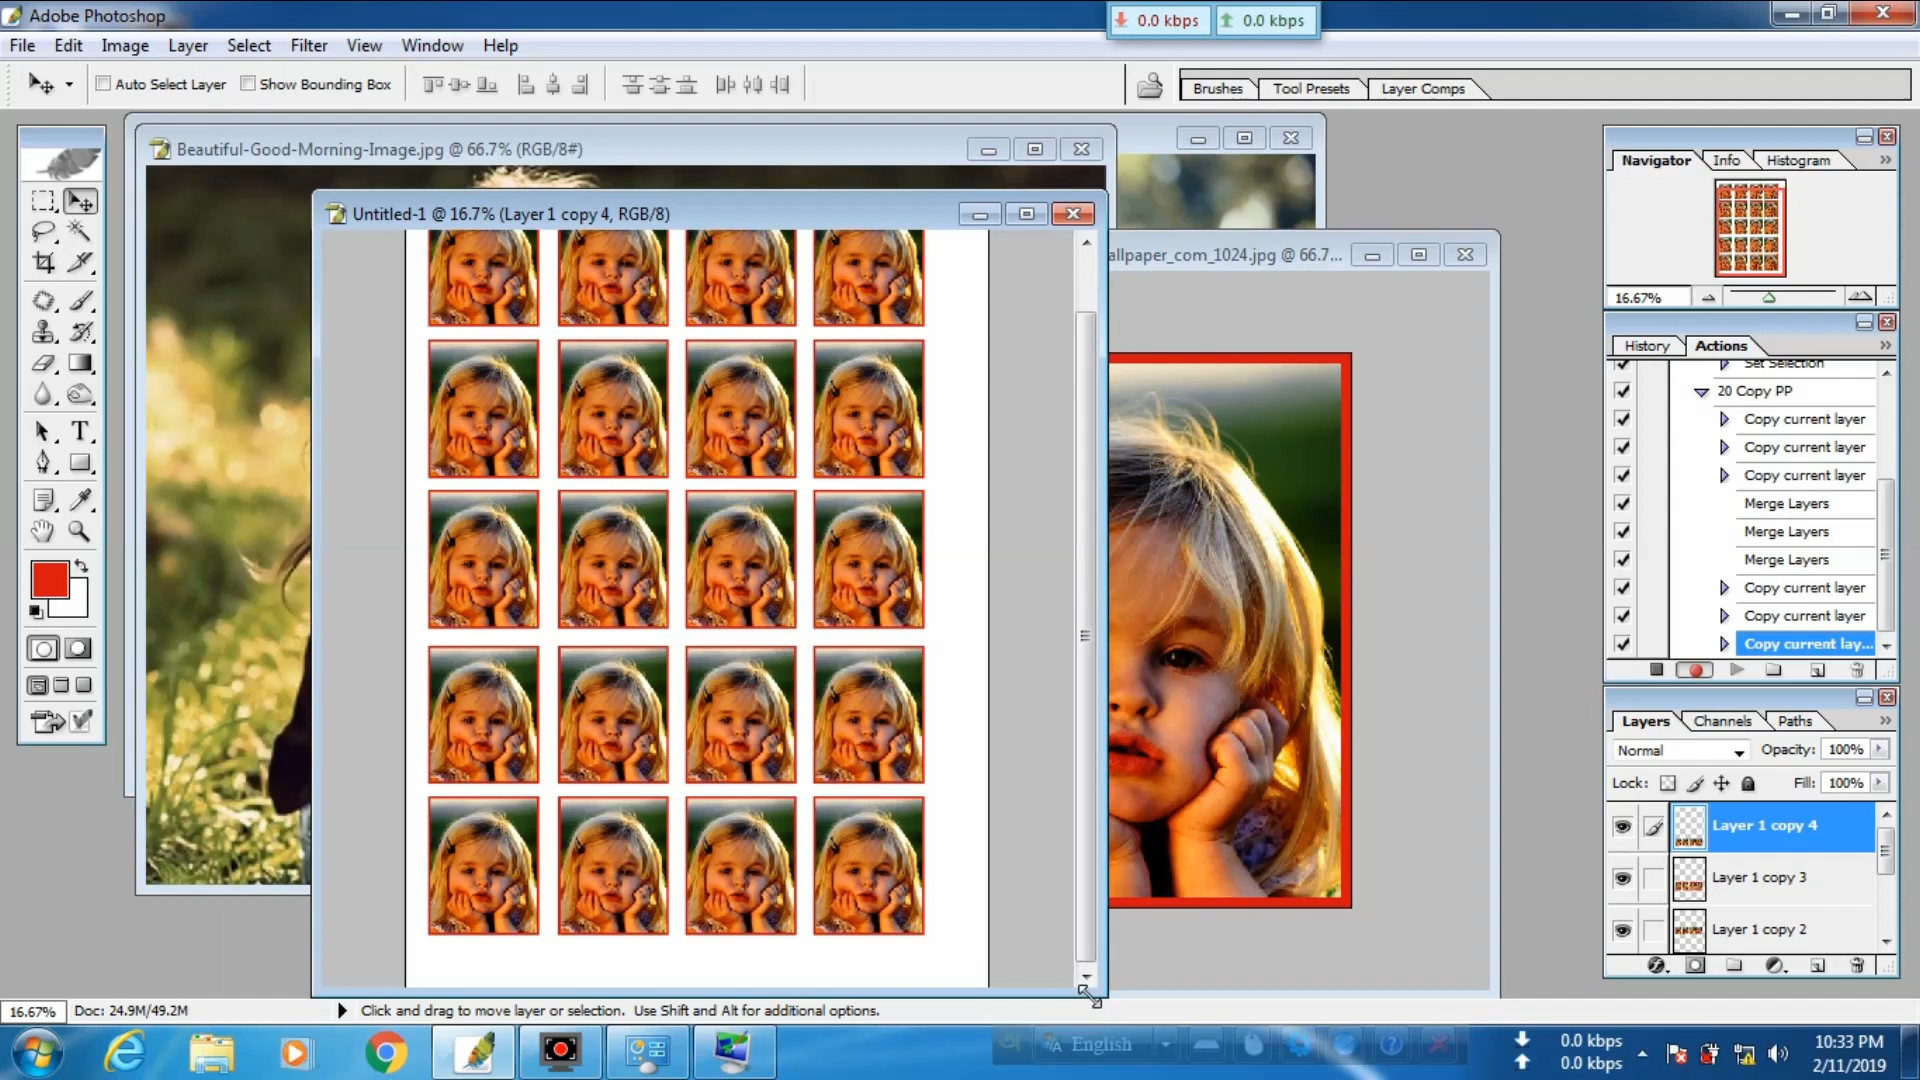 Adobe Photoshop
0.0 kbps
0.0 kbps
File Edit Image Layer Select Filter View Window Help
Auto Select Layer
Show Bounding Box
Brushes
Tool Presets
Layer Comps
Beautiful-Good-Morning-Image.jpg @ 66.7% (RGB/8#)
Untitled-1 @ 16.7% (Layer 1 copy 4, RGB/8)
allpaper_com_1024.jpg @ 66.7...
Navigator
Info
Histogram
16.67%
History
Actions
Set Selection
20 Copy PP
Copy current layer
Copy current layer
Copy current layer
Merge Layers
Merge Layers
Merge Layers
Copy current layer
Copy current layer
Copy current lay...
Layers
Channels
Paths
Normal
Opacity: 100%
Lock:
Fill: 100%
Layer 1 copy 4
Layer 1 copy 3
Layer 1 copy 2
16.67%
Doc: 24.9M/49.2M
Click and drag to move layer or selection. Use Shift and Alt for additional options.
English
0.0 kbps
0.0 kbps
10:33 PM
2/11/2019